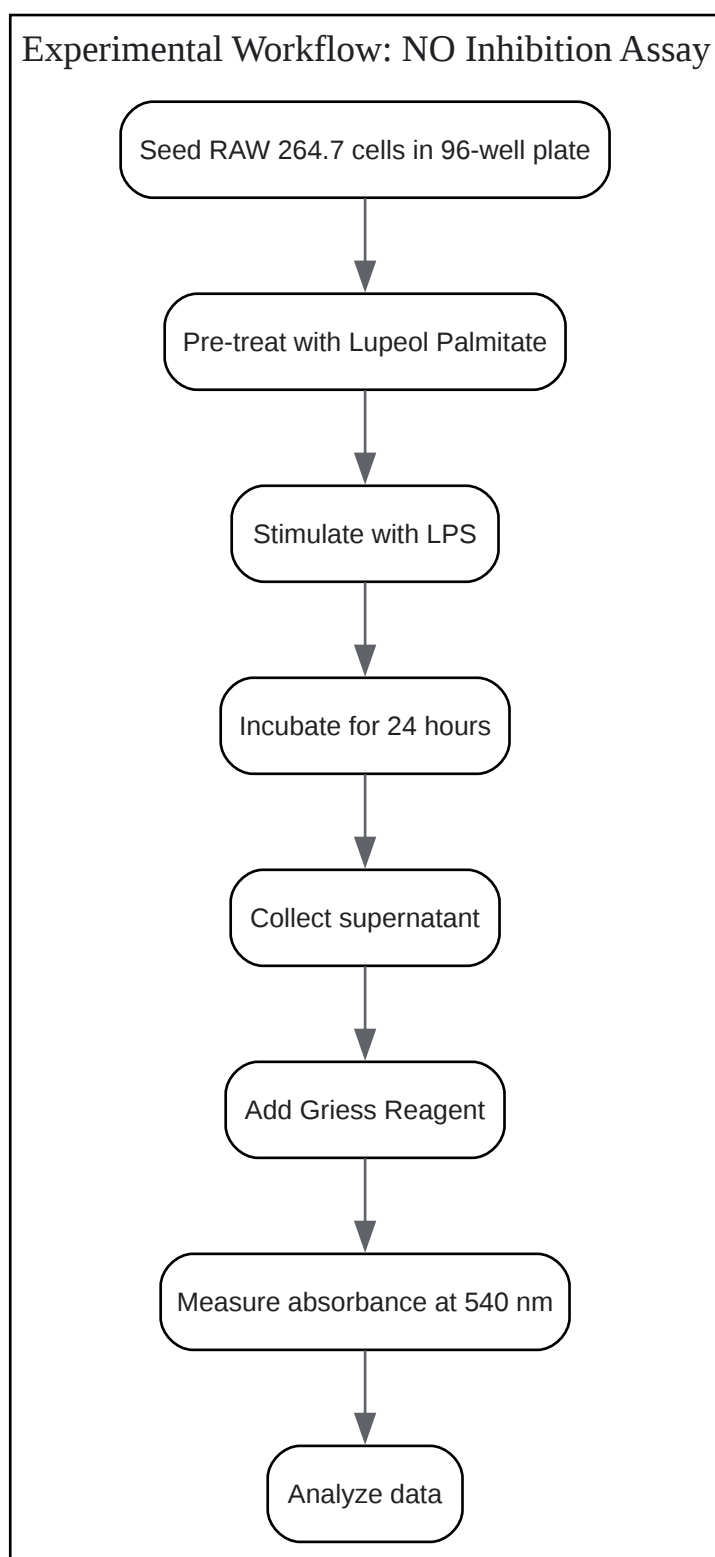 Experimental Workflow: NO Inhibition Assay
Seed RAW 264.7 cells in 96-well plate
Pre-treat with Lupeol Palmitate
Stimulate with LPS
Incubate for 24 hours
Collect supernatant
Add Griess Reagent
Measure absorbance at 540 nm
Analyze data